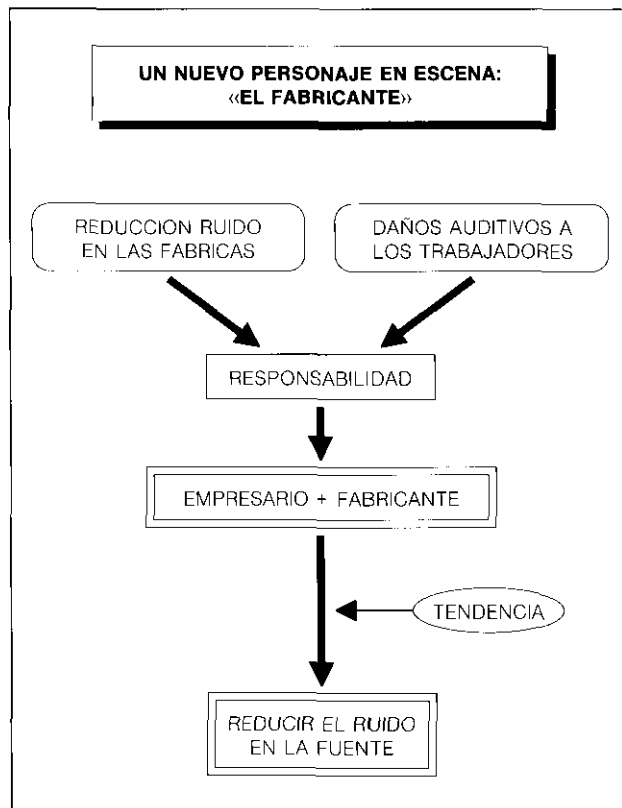 UN NUEVO PERSONAJE EN ESCENA:
«EL FABRICANTE»
REDUCCION RUIDO
EN LAS FABRICAS
DAÑOS AUDITIVOS A
LOS TRABAJADORES
RESPONSABILIDAD
EMPRESARIO + FABRICANTE
TENDENCIA
REDUCIR EL RUIDO
EN LA FUENTE